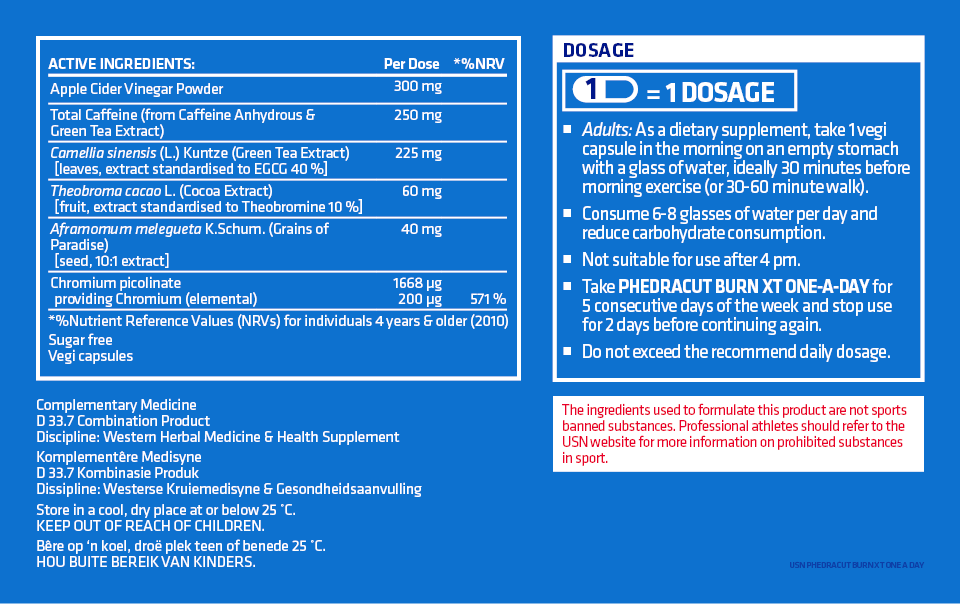 ACTIVE INGREDIENTS: Per Dose *%NRV
Apple Cider Vinegar Powder 300 mg
Total Caffeine (from Caffeine Anhydrous & 250 mg
Green Tea Extract)
Camellia sinensis (L.) Kuntze (Green Tea Extract) 225 mg
[leaves, extract standardised to EGCG 40 %]
Theobroma cacao L. (Cocoa Extract) 60 mg
[fruit, extract standardised to Theobromine 10 %]
Aframomum melegueta K.Schum. (Grains of 40 mg
Paradise)
[seed, 10:1 extract]
Chromium picolinate 1668 µg
providing Chromium (elemental) 200 µg 571 %
*%Nutrient Reference Values (NRVs) for individuals 4 years & older (2010)
Sugar free
Vegi capsules
Complementary Medicine
D 33.7 Combination Product
Discipline: Western Herbal Medicine & Health Supplement
Komplementêre Medisyne
D 33.7 Kombinasie Produk
Dissipline: Westerse Kruiemedisyne & Gesondheidsaanvulling
Store in a cool, dry place at or below 25 °C.
KEEP OUT OF REACH OF CHILDREN.
Bêre op ‘n koel, droë plek teen of benede 25 °C.
HOU BUITE BEREIK VAN KINDERS.
DOSAGE
1 = 1 DOSAGE
▪ Adults: As a dietary supplement, take 1 vegi
capsule in the morning on an empty stomach
with a glass of water, ideally 30 minutes before
morning exercise (or 30-60 minute walk).
▪ Consume 6-8 glasses of water per day and
reduce carbohydrate consumption.
▪ Not suitable for use after 4 pm.
▪ Take PHEDRACUT BURN XT ONE-A-DAY for
5 consecutive days of the week and stop use
for 2 days before continuing again.
▪ Do not exceed the recommend daily dosage.
The ingredients used to formulate this product are not sports
banned substances. Professional athletes should refer to the
USN website for more information on prohibited substances
in sport.
USN PHEDRACUT BURN XT ONE A DAY